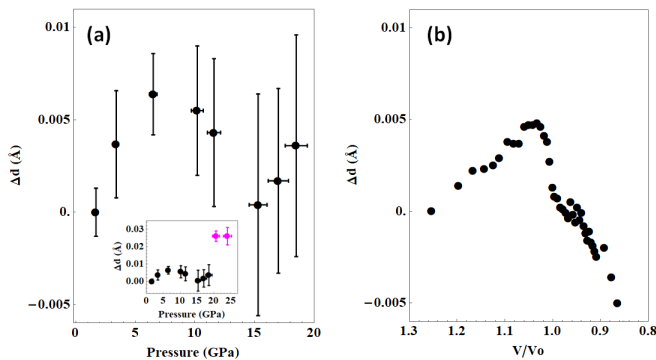 (a)
0.01
0.005
0.
−0.005
Δd (Å)
0 5 10 15 20
Pressure (GPa)
0.03
0.02
0.01
0.00
Δd (Å)
0 5 10 15 20 25
Pressure (GPa)
(b)
0.01
0.005
0.
−0.005
Δd (Å)
1.3 1.2 1.1 1.0 0.9 0.8
V/Vo